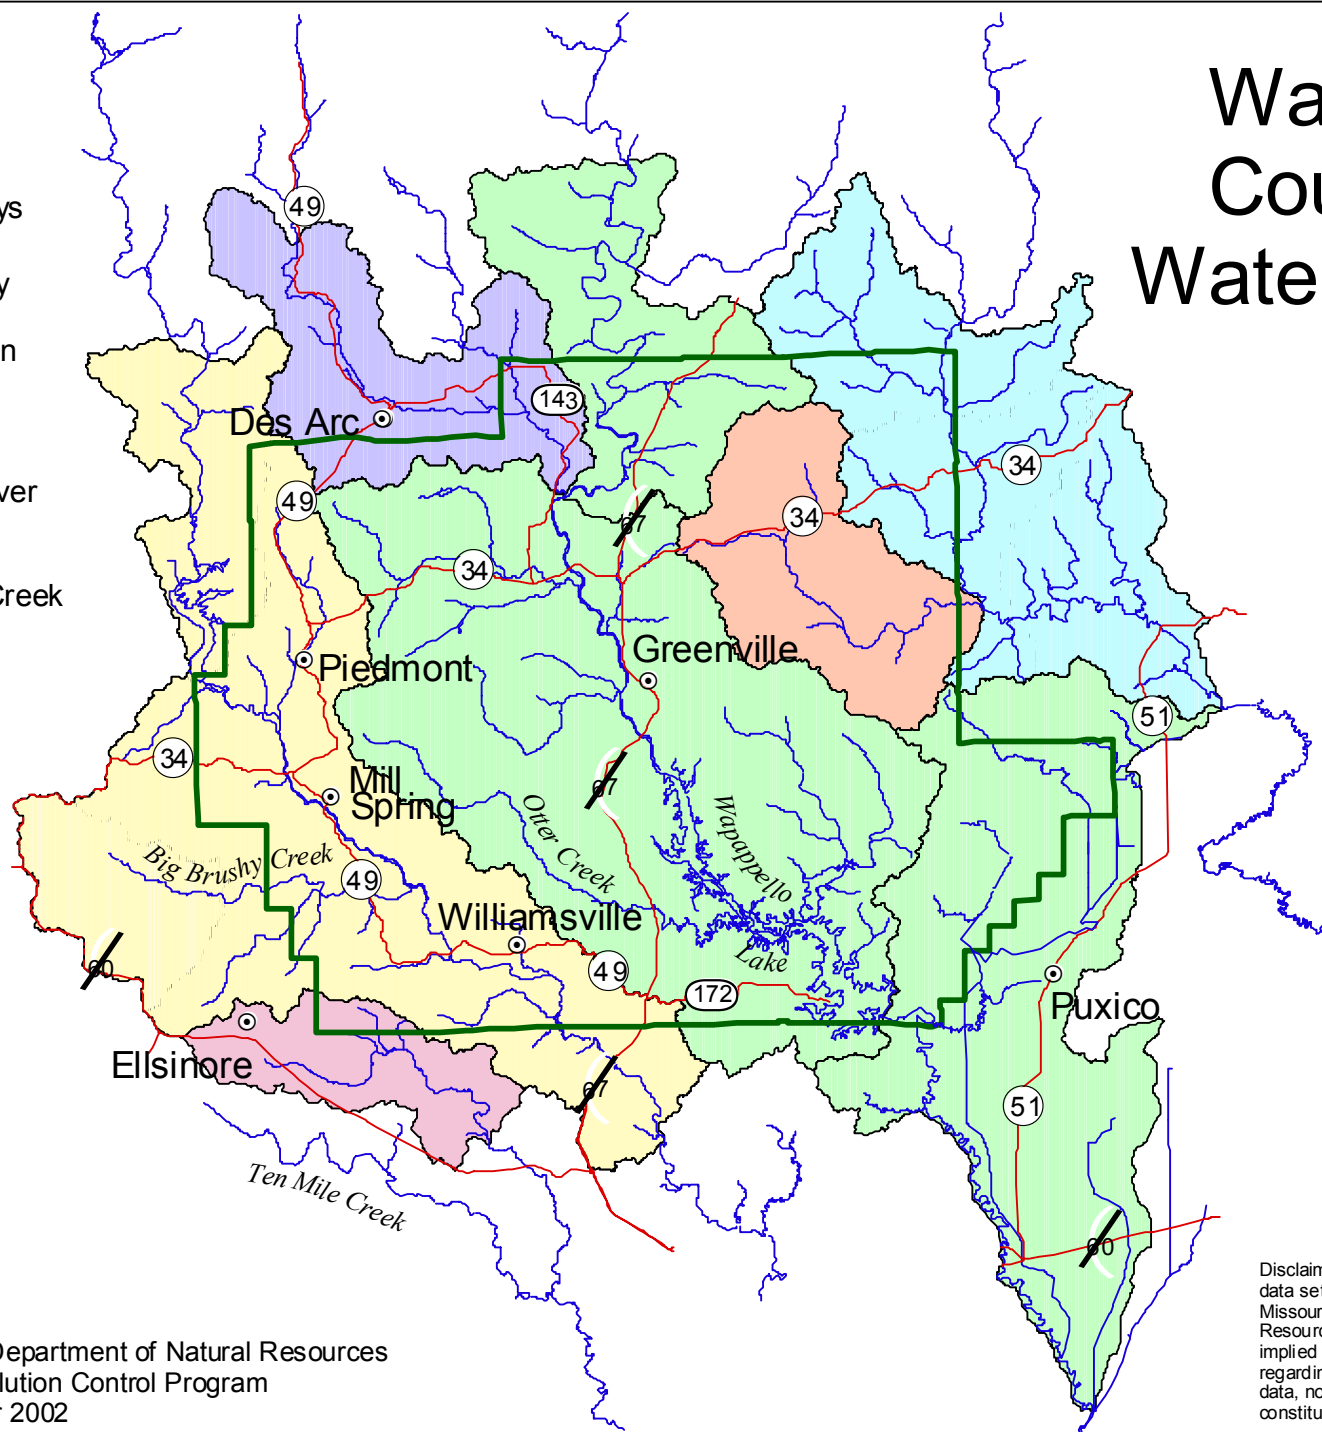 Wa
Cou
Wate
ys
y
n
ver
Creek
49
143
Des Arc
34
49
67
34
34
Greenville
Piedmont
51
34
67
Mill
Spring
Otter Creek
Wapappello
Lake
Big Brushy Creek
49
Williamsville
60
49
172
Puxico
Ellsinore
67
51
Ten Mile Creek
60
Department of Natural Resources
lution Control Program
r 2002
Disclaim
data set
Missour
Resourc
implied
regardin
data, no
constitu